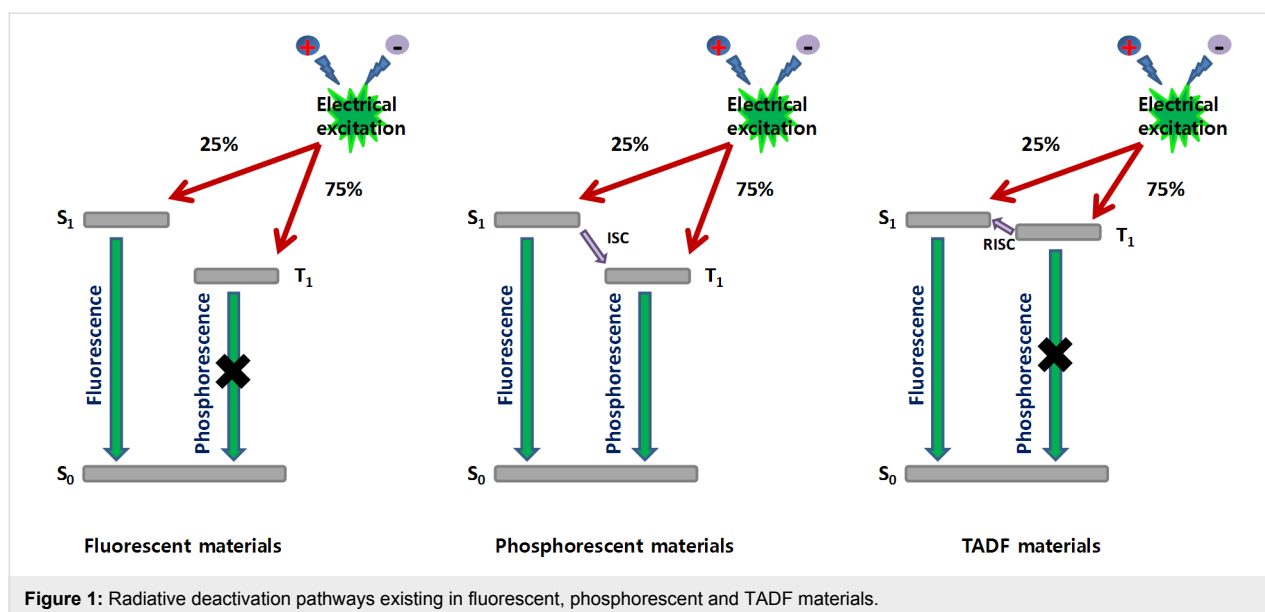 + -
Electrical
excitation
25%
75%
S1
T1
Fluorescence
Phosphorescence
S0
Fluorescent materials
+ -
Electrical
excitation
25%
75%
S1
ISC
T1
Fluorescence
Phosphorescence
S0
Phosphorescent materials
+ -
Electrical
excitation
25%
75%
S1
RISC
T1
Fluorescence
Phosphorescence
S0
TADF materials
Figure 1: Radiative deactivation pathways existing in fluorescent, phosphorescent and TADF materials.